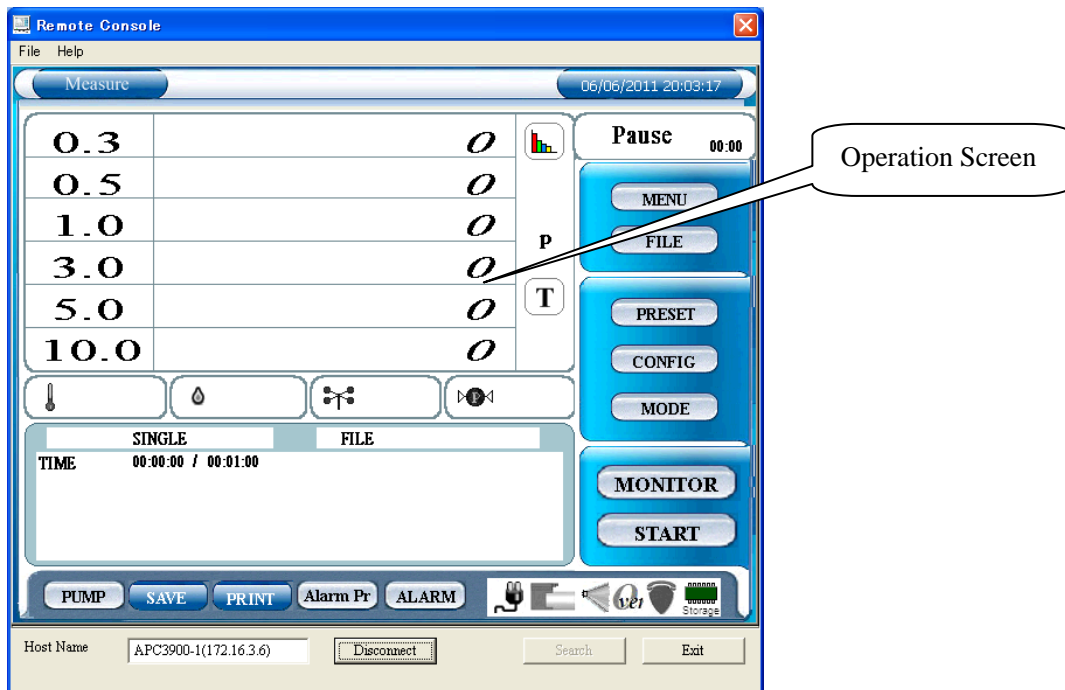 Remote Console
File Help
Measure 06/06/2011 20:03:17
0.3 0
0.5 0
1.0 0
3.0 0
5.0 0
10.0 0
P
T
Pause 00:00
MENU
FILE
PRESET
CONFIG
MODE
MONITOR
START
Operation Screen
P
SINGLE FILE
TIME 00:00:00 / 00:01:00
PUMP SAVE PRINT Alarm Pr ALARM Over Storage
Host Name APC3900-1(172.16.3.6) Disconnect Search Exit